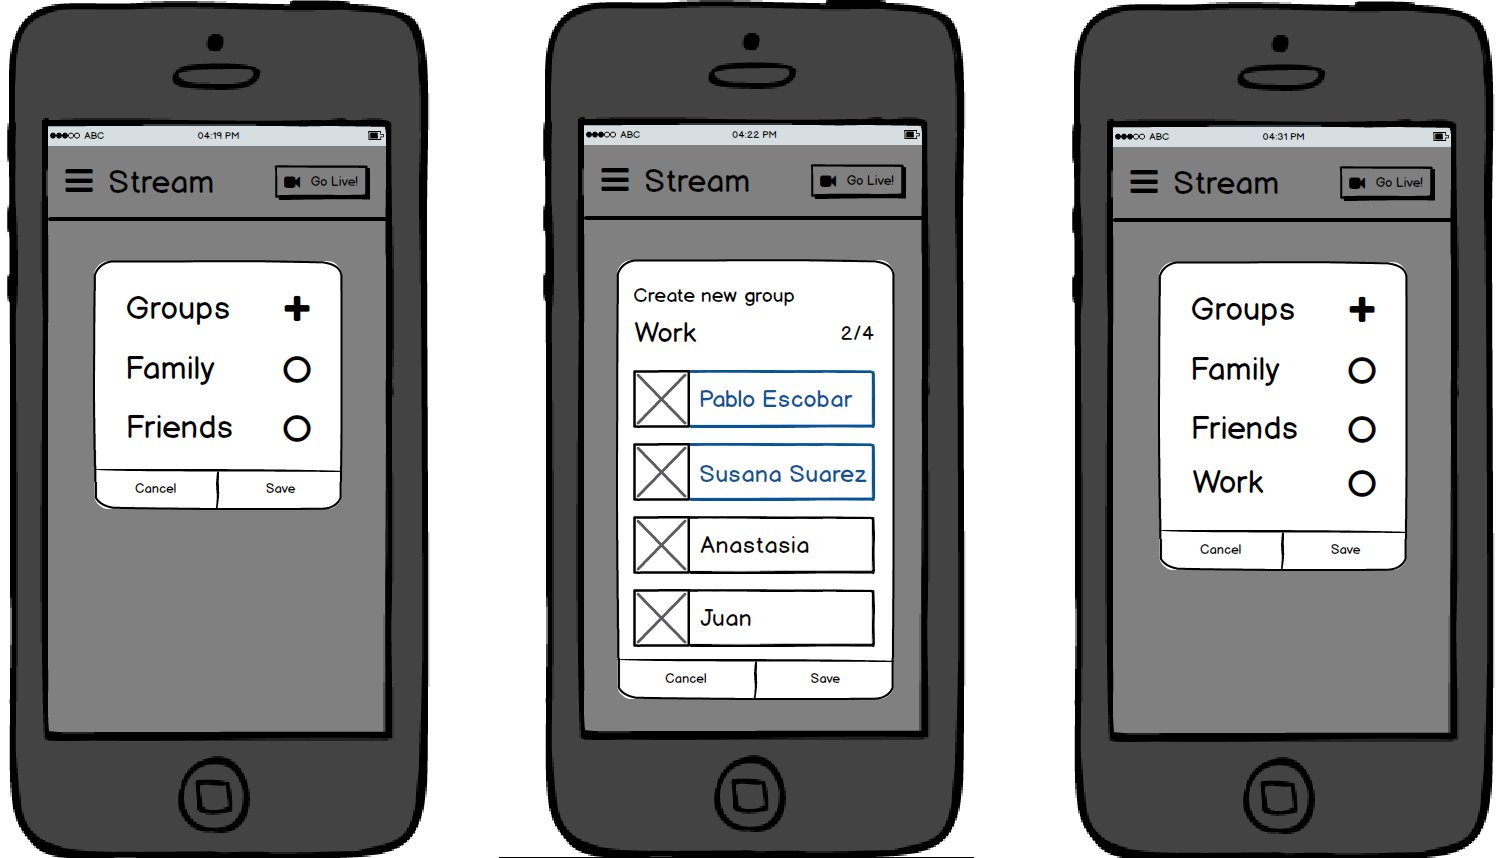 ABC 04:19 PM
Stream Go Live!
Groups
Family
Friends
Cancel Save
ABC 04:22 PM
Stream Go Live!
Create new group
Work 2/4
Pablo Escobar
Susana Suarez
Anastasia
Juan
Cancel Save
ABC 04:31 PM
Stream Go Live!
Groups
Family
Friends
Work
Cancel Save